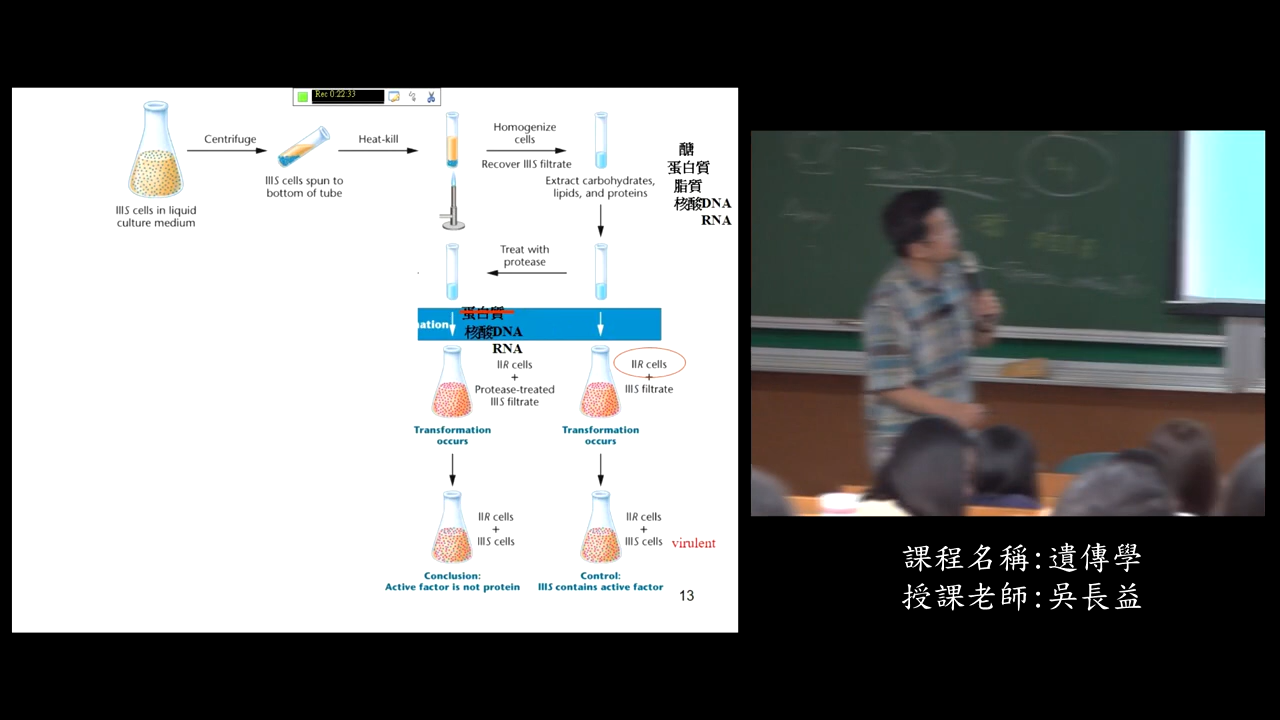 Rec 0:22:33
Centrifuge
Heat-kill
Homogenize
cells
Recover IIIS filtrate
IIIS cells spun to
bottom of tube
IIIS cells in liquid
culture medium
Extract carbohydrates,
lipids, and proteins
醣
蛋白質
脂質
核酸DNA
RNA
Treat with
protease
ation
蛋白質
核酸DNA
RNA
IIR cells
+
Protease-treated
IIIS filtrate
IIR cells
+
IIIS filtrate
Transformation
occurs
Transformation
occurs
IIR cells
+
IIIS cells
IIR cells
+
IIIS cells
virulent
Conclusion:
Active factor is not protein
Control:
IIIS contains active factor
13
課程名稱:遺傳學
授課老師:吳長益